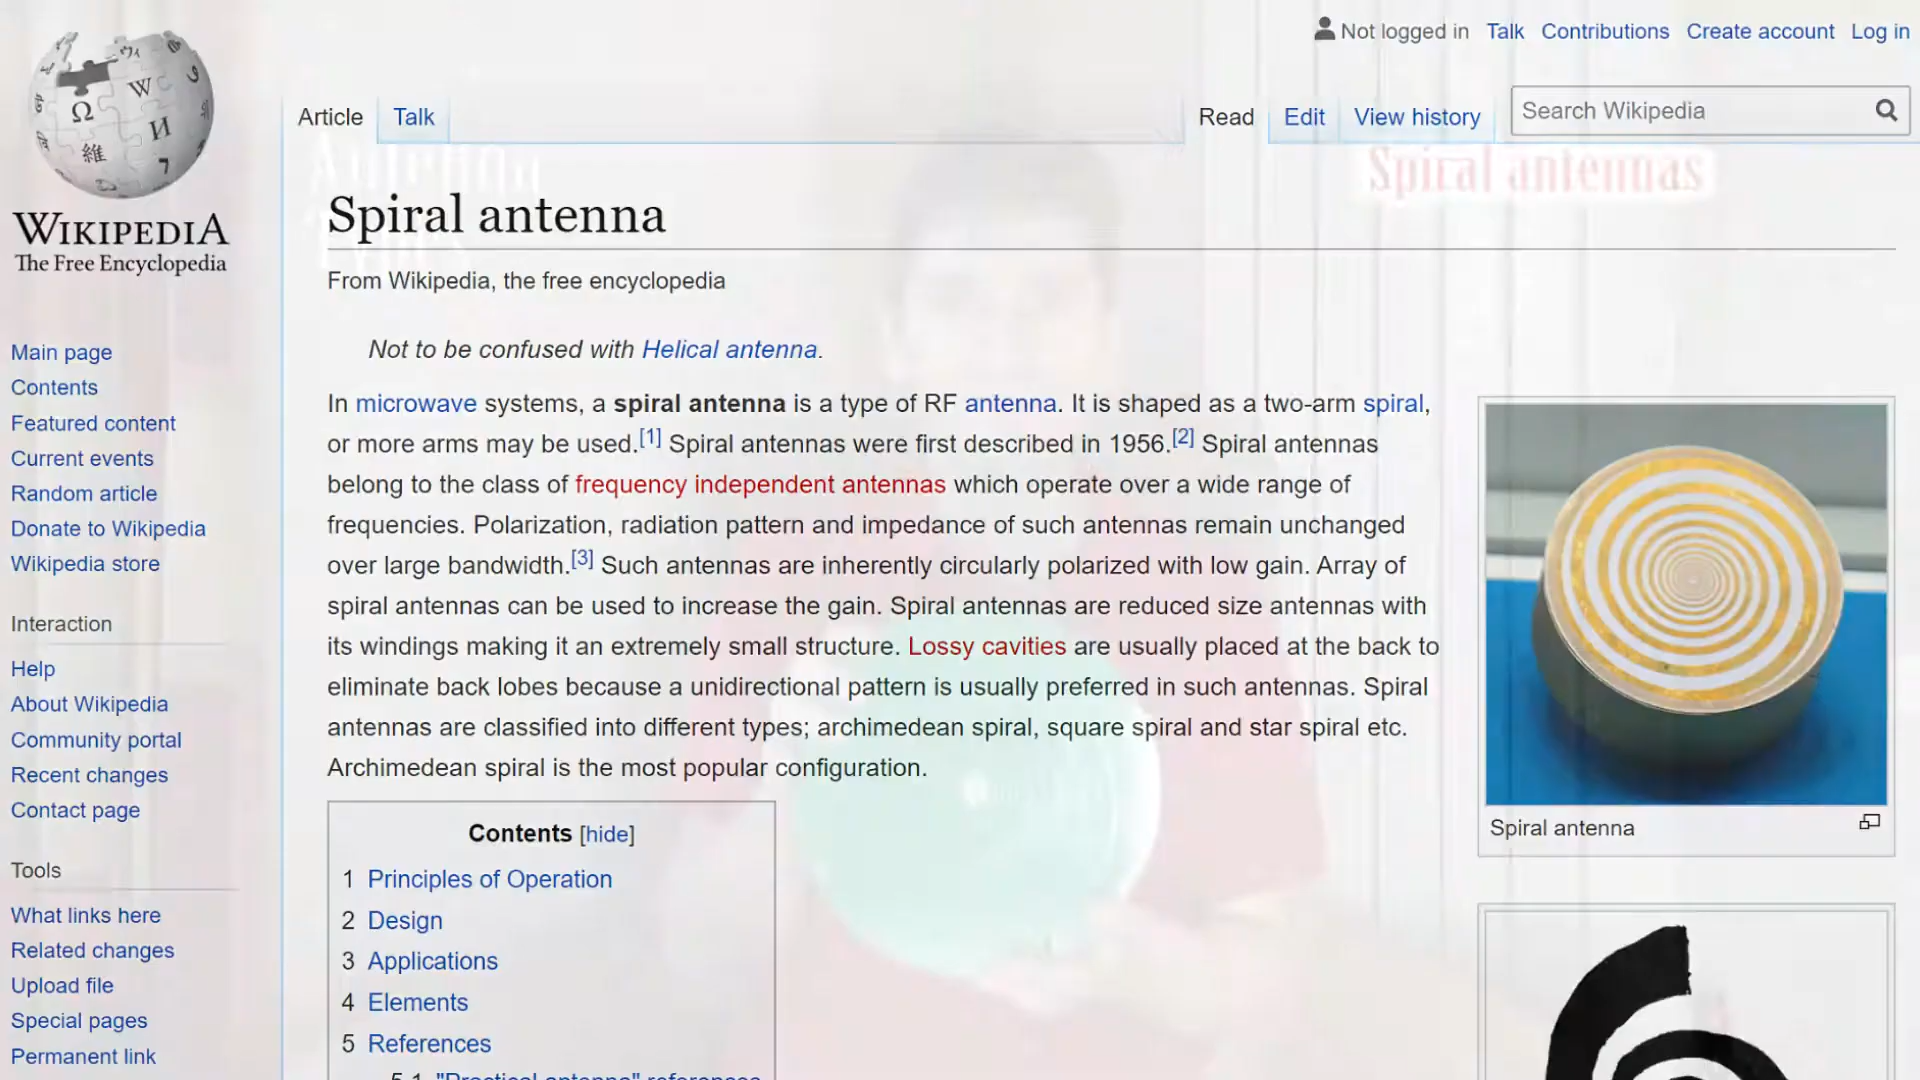 Not logged in Talk Contributions Create account Log in
Article Talk Read Edit View history Search Wikipedia
Spiral antennas
WIKIPEDIA
The Free Encyclopedia
Spiral antenna
From Wikipedia, the free encyclopedia
Not to be confused with Helical antenna.
In microwave systems, a spiral antenna is a type of RF antenna. It is shaped as a two-arm spiral,
or more arms may be used.[1] Spiral antennas were first described in 1956.[2] Spiral antennas
belong to the class of frequency independent antennas which operate over a wide range of
frequencies. Polarization, radiation pattern and impedance of such antennas remain unchanged
over large bandwidth.[3] Such antennas are inherently circularly polarized with low gain. Array of
spiral antennas can be used to increase the gain. Spiral antennas are reduced size antennas with
its windings making it an extremely small structure. Lossy cavities are usually placed at the back to
eliminate back lobes because a unidirectional pattern is usually preferred in such antennas. Spiral
antennas are classified into different types; archimedean spiral, square spiral and star spiral etc.
Archimedean spiral is the most popular configuration.
Contents [hide]
1 Principles of Operation
2 Design
3 Applications
4 Elements
5 References
5.1 "Practical antenna" references
Spiral antenna
Main page
Contents
Featured content
Current events
Random article
Donate to Wikipedia
Wikipedia store
Interaction
Help
About Wikipedia
Community portal
Recent changes
Contact page
Tools
What links here
Related changes
Upload file
Special pages
Permanent link